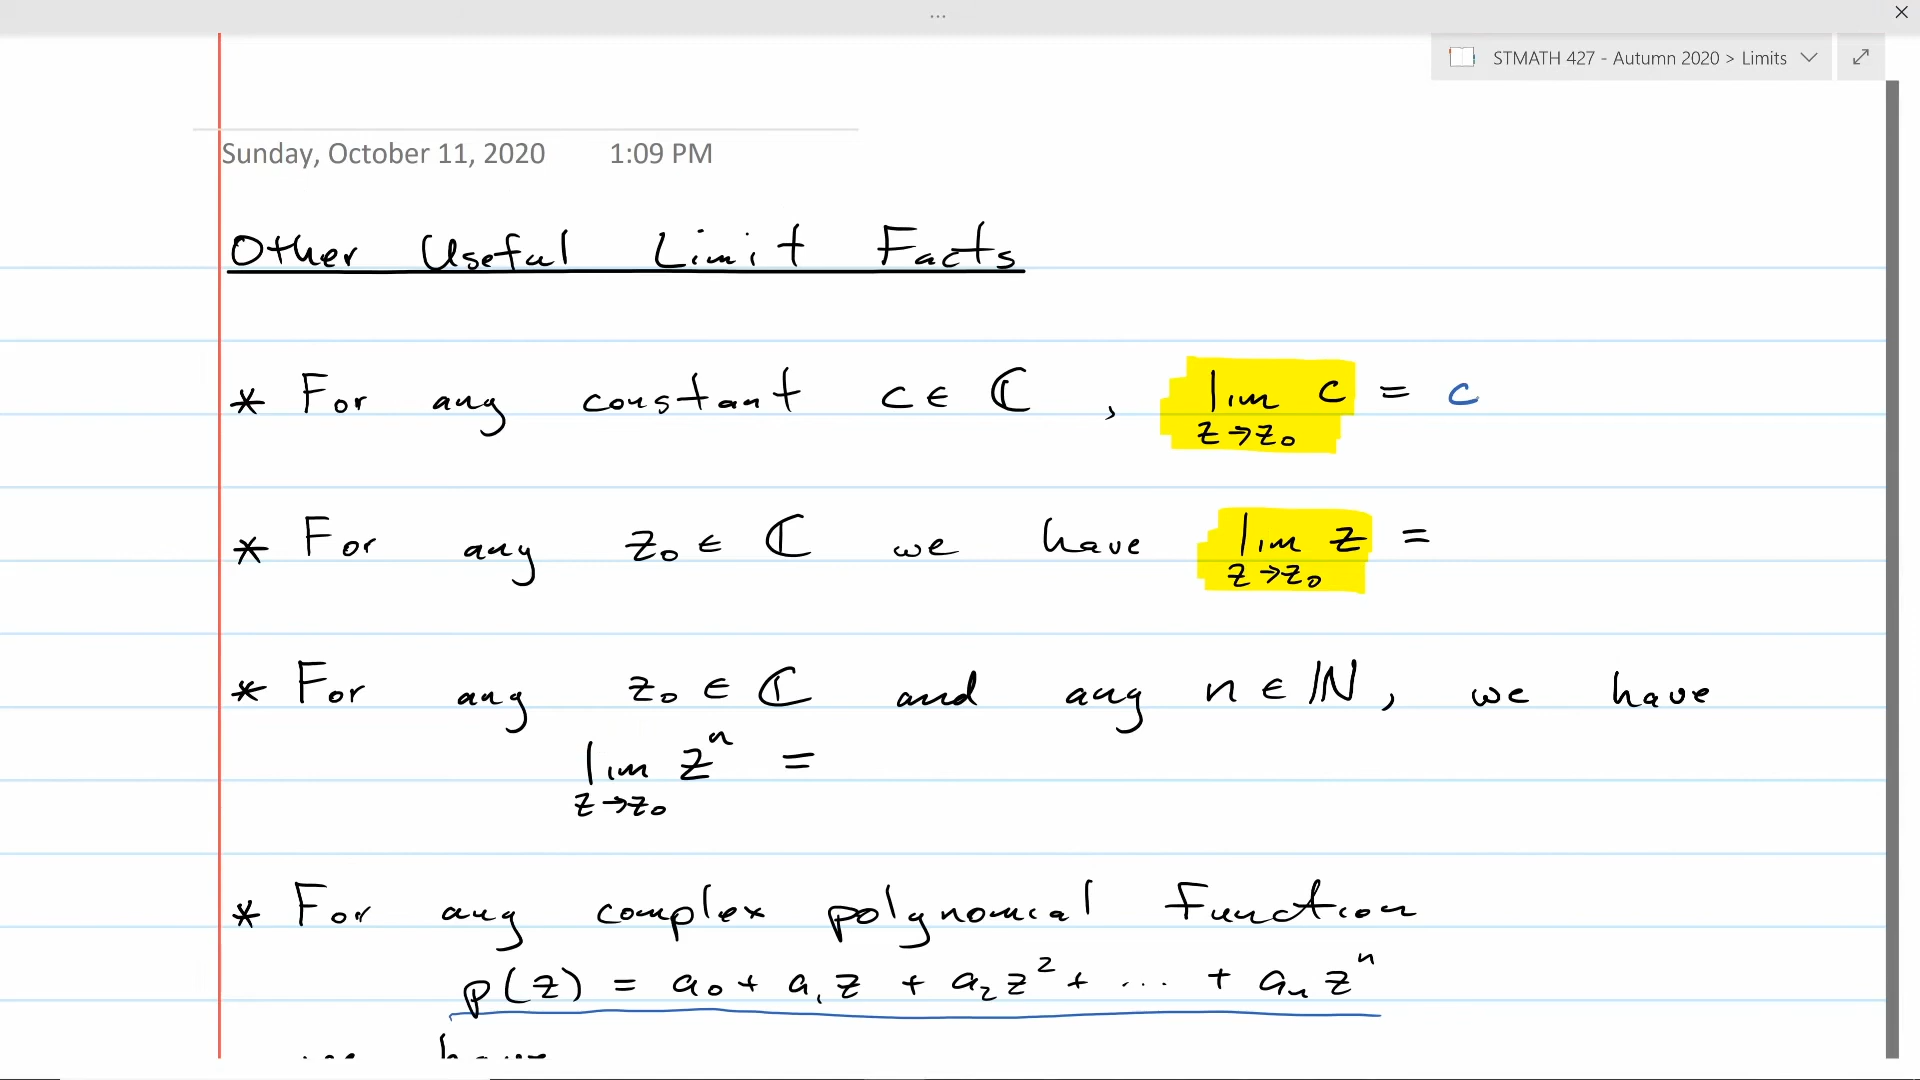 ...
STMATH 427 - Autumn 2020 > Limits
Sunday, October 11, 2020 1:09 PM
Other Useful Limit Facts
* For any constant c ∈ ℂ , lim c = c
z→z₀
* For any z₀ ∈ ℂ we have lim z =
z→z₀
* For any z₀ ∈ ℂ and any n ∈ ℕ, we have
lim zⁿ =
z→z₀
* For any complex polynomial function
p(z) = a₀ + a₁z + a₂z² + ... + aₙzⁿ
we have